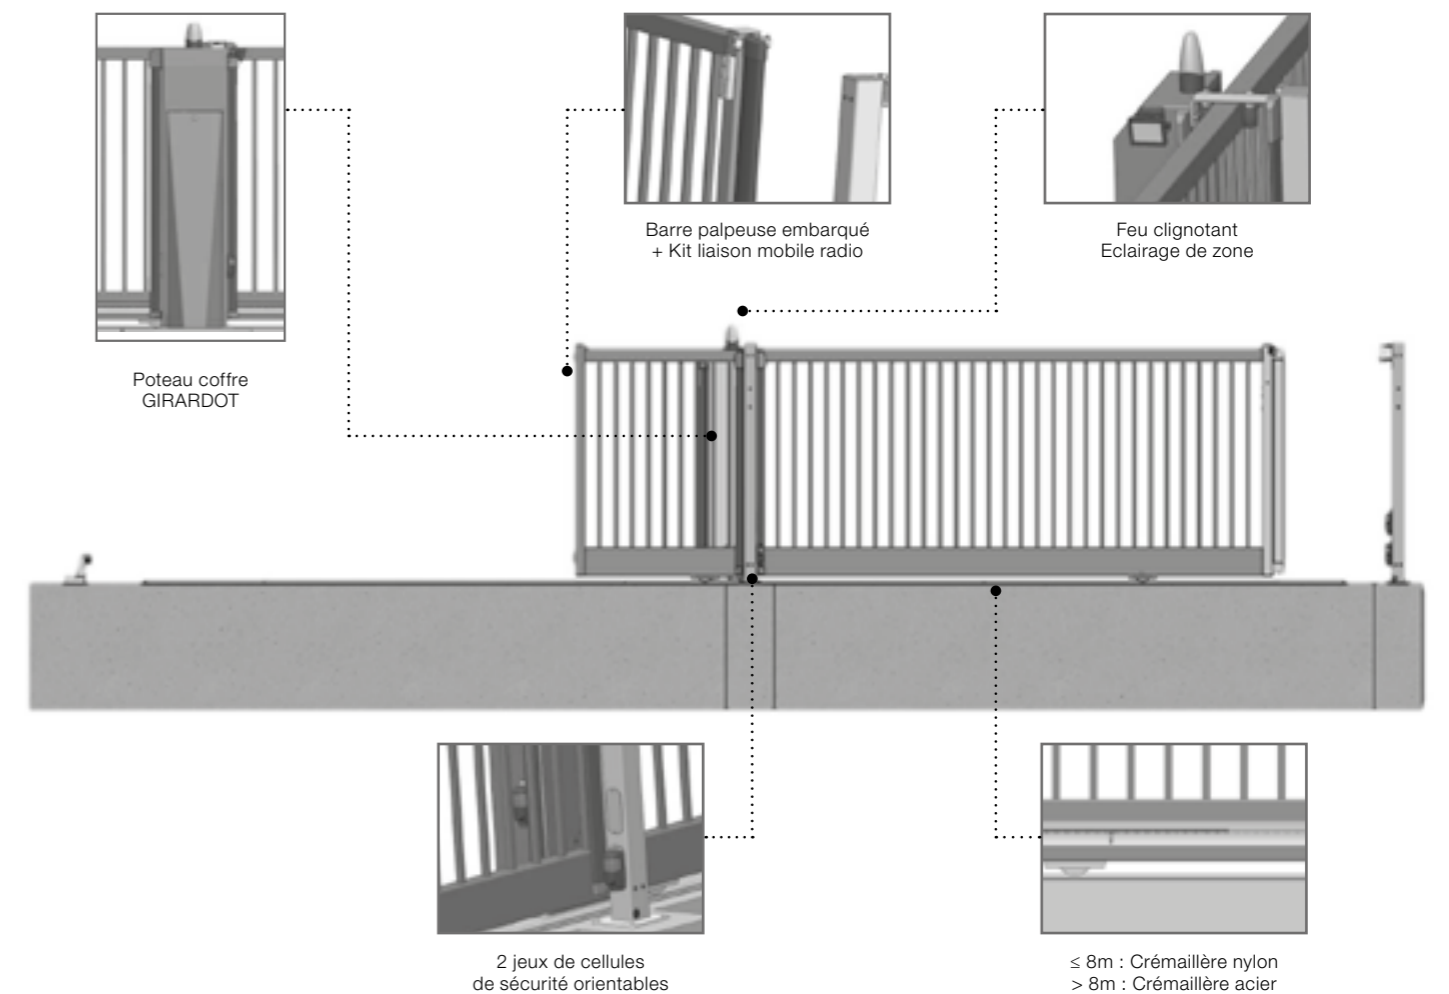 Barre palpeuse embarqué
+ Kit liaison mobile radio
Feu clignotant
Eclairage de zone
Poteau coffre
GIRARDOT
2 jeux de cellules
de sécurité orientables
≤ 8m : Crémaillère nylon
> 8m : Crémaillère acier